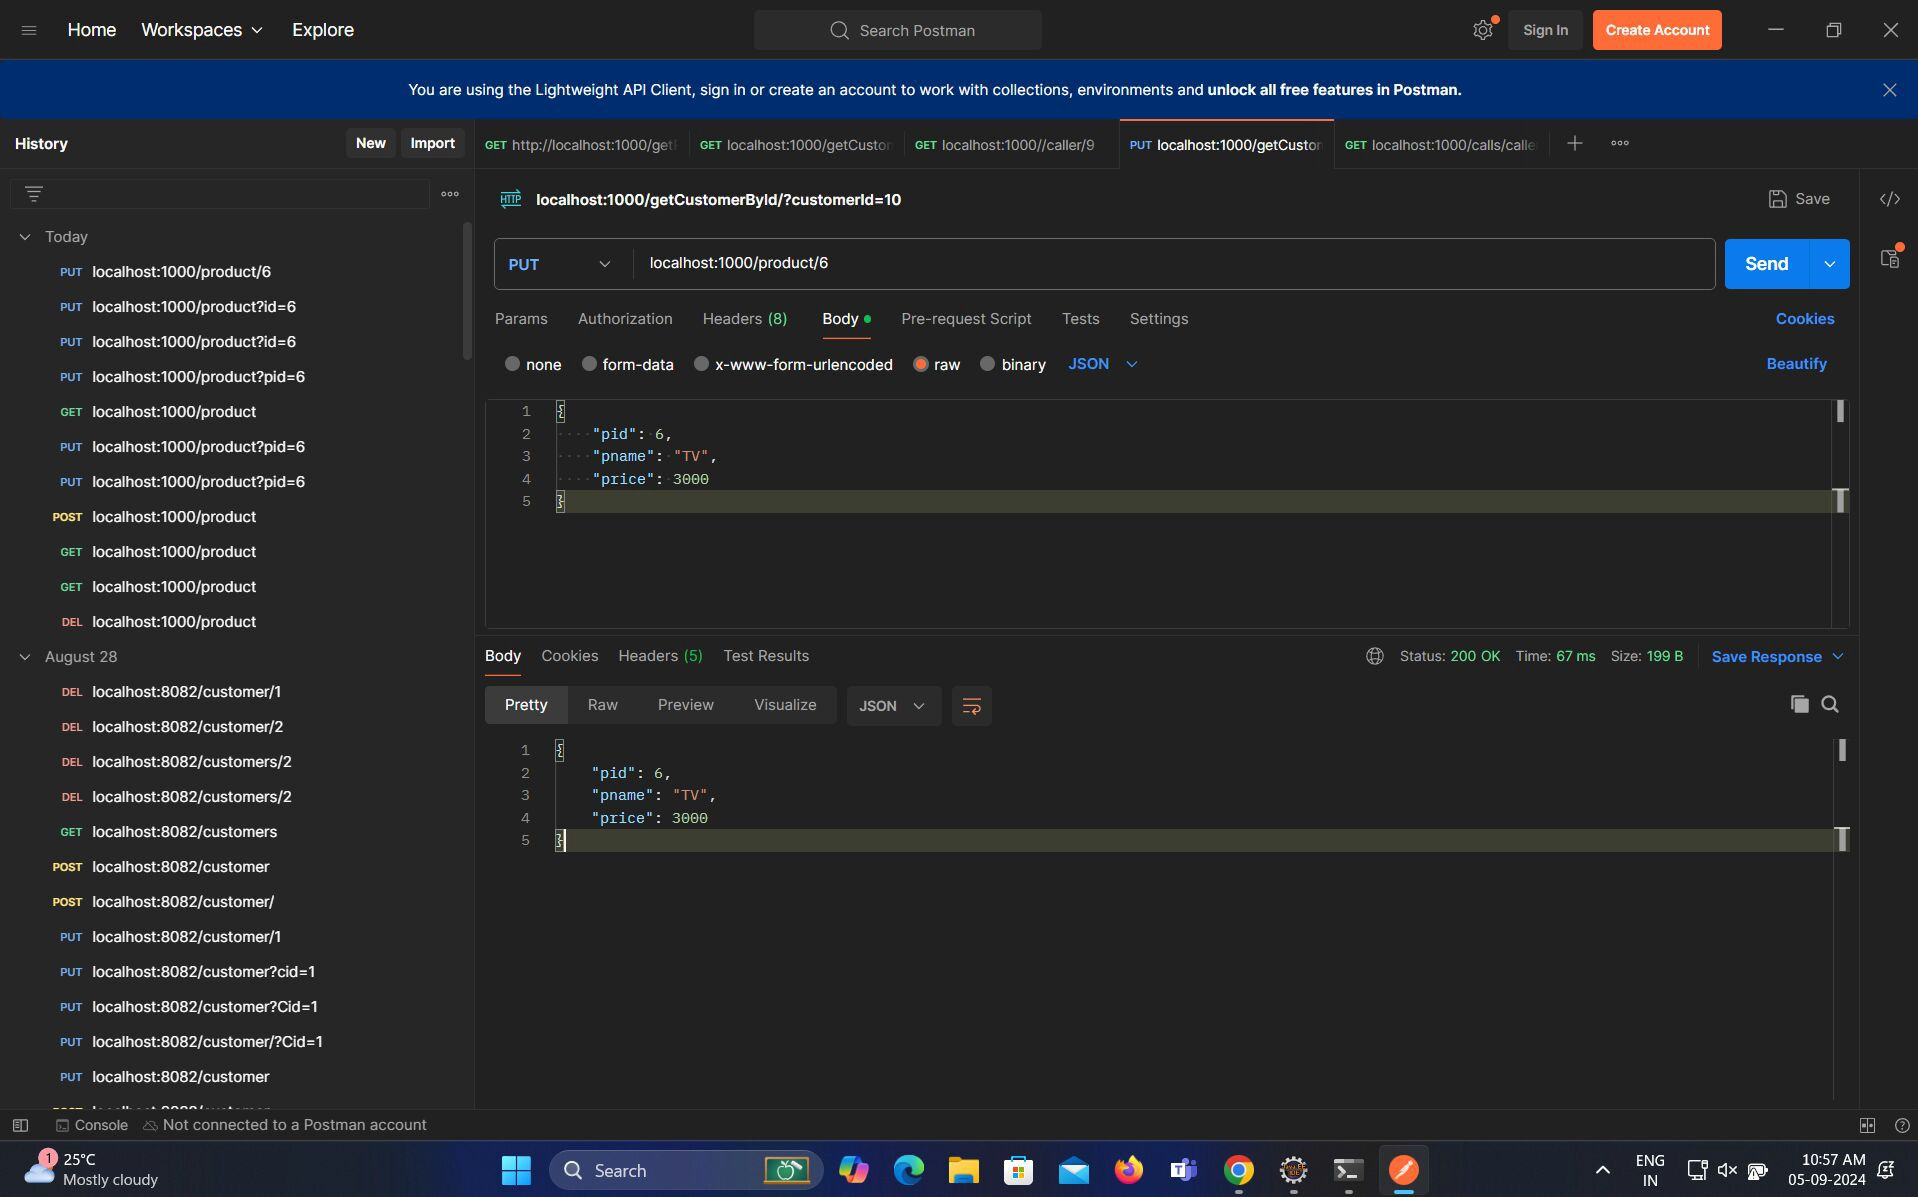 Home Workspaces Explore
Search Postman
Sign In Create Account
You are using the Lightweight API Client, sign in or create an account to work with collections, environments and unlock all free features in Postman.
History
New Import
GET http://localhost:1000/get
GET localhost:1000/getCustom
GET localhost:1000//caller/9
PUT localhost:1000/getCustom
GET localhost:1000/calls/calle
HTTP localhost:1000/getCustomerById/?customerId=10
Save
PUT localhost:1000/product/6
Send
Params Authorization Headers (8) Body Pre-request Script Tests Settings
Cookies
none form-data x-www-form-urlencoded raw binary JSON
Beautify
1 {
2 "pid": 6,
3 "pname": "TV",
4 "price": 3000
5 }
Body Cookies Headers (5) Test Results
Status: 200 OK Time: 67 ms Size: 199 B Save Response
Pretty Raw Preview Visualize JSON
1 {
2 "pid": 6,
3 "pname": "TV",
4 "price": 3000
5 }
Today
PUT localhost:1000/product/6
PUT localhost:1000/product?id=6
PUT localhost:1000/product?id=6
PUT localhost:1000/product?pid=6
GET localhost:1000/product
PUT localhost:1000/product?pid=6
PUT localhost:1000/product?pid=6
POST localhost:1000/product
GET localhost:1000/product
GET localhost:1000/product
DEL localhost:1000/product
August 28
DEL localhost:8082/customer/1
DEL localhost:8082/customer/2
DEL localhost:8082/customers/2
DEL localhost:8082/customers/2
GET localhost:8082/customers
POST localhost:8082/customer
POST localhost:8082/customer/
PUT localhost:8082/customer/1
PUT localhost:8082/customer?cid=1
PUT localhost:8082/customer?Cid=1
PUT localhost:8082/customer/?Cid=1
PUT localhost:8082/customer
Console Not connected to a Postman account
1
25°C
Mostly cloudy
Search
ENG
IN
10:57 AM
05-09-2024